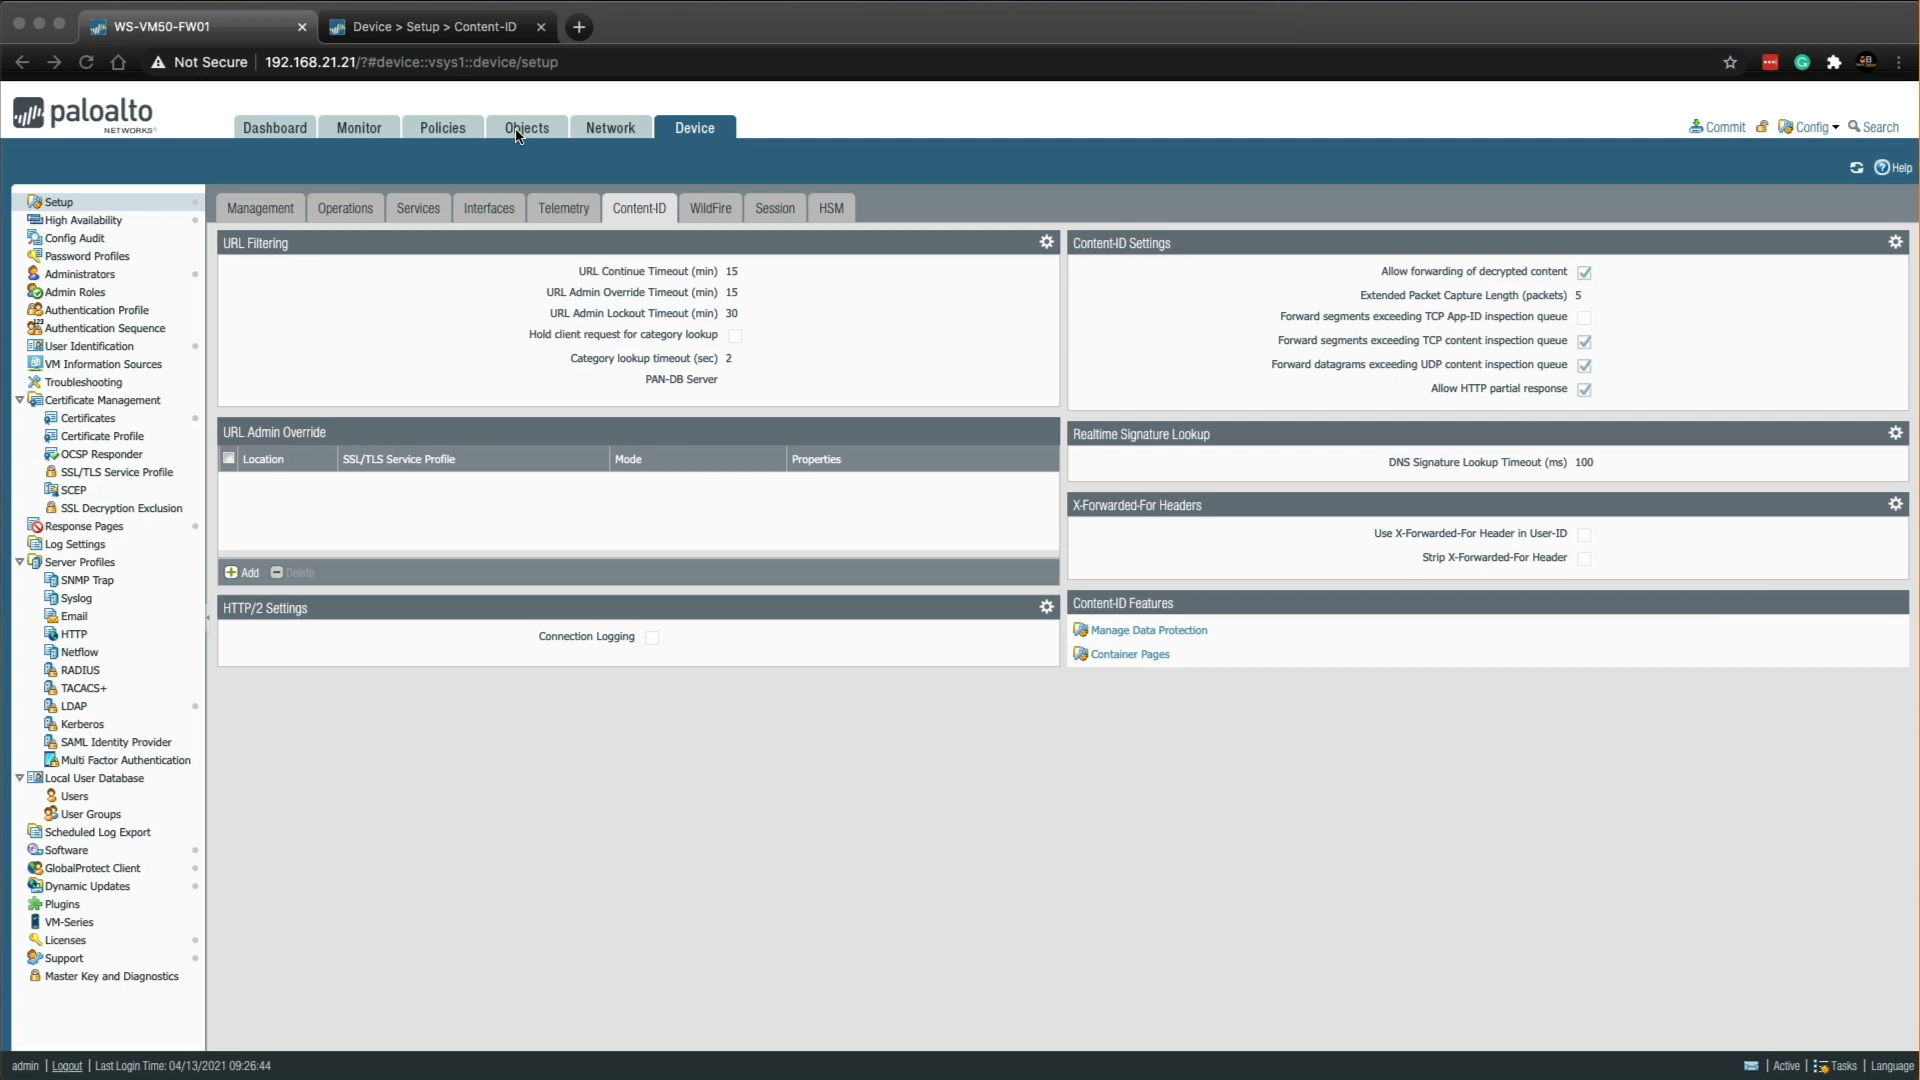 WS-VM50-FW01
Device > Setup > Content-ID
Not Secure
192.168.21.21/?#device::vsys1::device/setup
paloalto
NETWORKS®
Dashboard
Monitor
Policies
Objects
Network
Device
Commit
Config
Search
Help
Setup
High Availability
Config Audit
Password Profiles
Administrators
Admin Roles
Authentication Profile
Authentication Sequence
User Identification
VM Information Sources
Troubleshooting
Certificate Management
Certificates
Certificate Profile
OCSP Responder
SSL/TLS Service Profile
SCEP
SSL Decryption Exclusion
Response Pages
Log Settings
Server Profiles
SNMP Trap
Syslog
Email
HTTP
Netflow
RADIUS
TACACS+
LDAP
Kerberos
SAML Identity Provider
Multi Factor Authentication
Local User Database
Users
User Groups
Scheduled Log Export
Software
GlobalProtect Client
Dynamic Updates
Plugins
VM-Series
Licenses
Support
Master Key and Diagnostics
Management
Operations
Services
Interfaces
Telemetry
Content-ID
WildFire
Session
HSM
URL Filtering
URL Continue Timeout (min) 15
URL Admin Override Timeout (min) 15
URL Admin Lockout Timeout (min) 30
Hold client request for category lookup
Category lookup timeout (sec) 2
PAN-DB Server
URL Admin Override
Location
SSL/TLS Service Profile
Mode
Properties
Add
Delete
HTTP/2 Settings
Connection Logging
Content-ID Settings
Allow forwarding of decrypted content
Extended Packet Capture Length (packets) 5
Forward segments exceeding TCP App-ID inspection queue
Forward segments exceeding TCP content inspection queue
Forward datagrams exceeding UDP content inspection queue
Allow HTTP partial response
Realtime Signature Lookup
DNS Signature Lookup Timeout (ms) 100
X-Forwarded-For Headers
Use X-Forwarded-For Header in User-ID
Strip X-Forwarded-For Header
Content-ID Features
Manage Data Protection
Container Pages
admin | Logout | Last Login Time: 04/13/2021 09:26:44
| Active | Tasks | Language